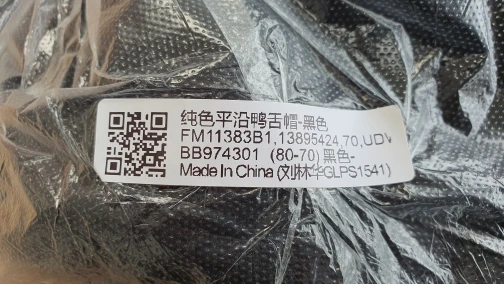 纯色平沿鸭舌帽-黑色
FM11383B1,13895424,70,UDV
BB974301 (80-70) 黑色-
Made In China (刘林华GLPS1541)